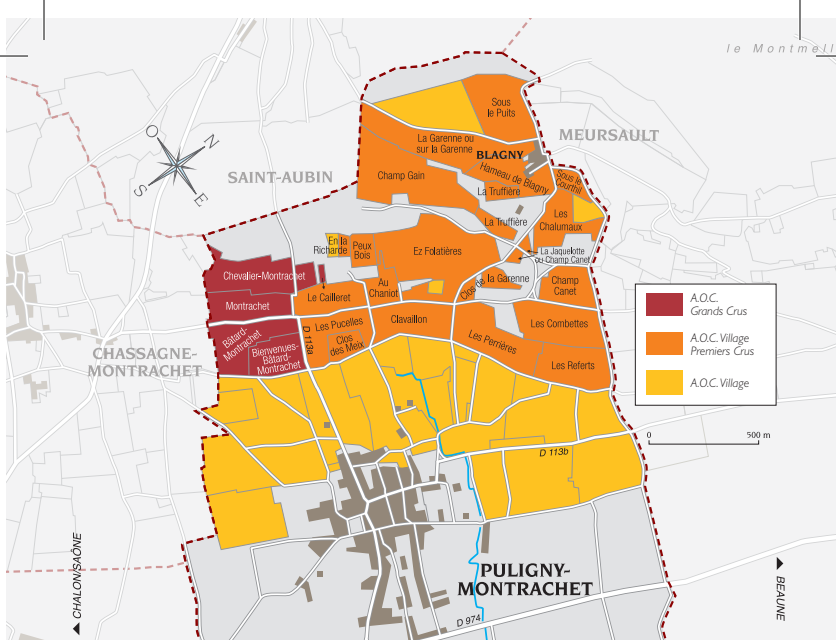 le Montmell
Sous
le Puits
La Garenne ou
sur la Garenne
BLAGNY
MEURSAULT
O
N
S
E
SAINT-AUBIN
Champ Gain
Hameau de Blagny
Sous le
Courthil
La Truffière
La Truffière
Les
Chalumaux
En la
Richarde
Peux
Bois
Ez Folatières
La Jaquelotte
ou Champ Canet
Chevalier-Montrachet
Au
Chaniot
Clos de la Garenne
Champ
Canet
Le Cailleret
Montrachet
Les Pucelles
Clavaillon
Les Combettes
D 113a
Bâtard-
Montrachet
Clos
des Meix
Les Perrières
Bienvenues-
Bâtard-
Montrachet
Les Referts
CHASSAGNE-
MONTRACHET
A.O.C.
Grands Crus
A.O.C. Village
Premiers Crus
A.O.C. Village
0
500 m
D 113b
PULIGNY-
MONTRACHET
CHALON/SAÔNE
BEAUNE
D 974